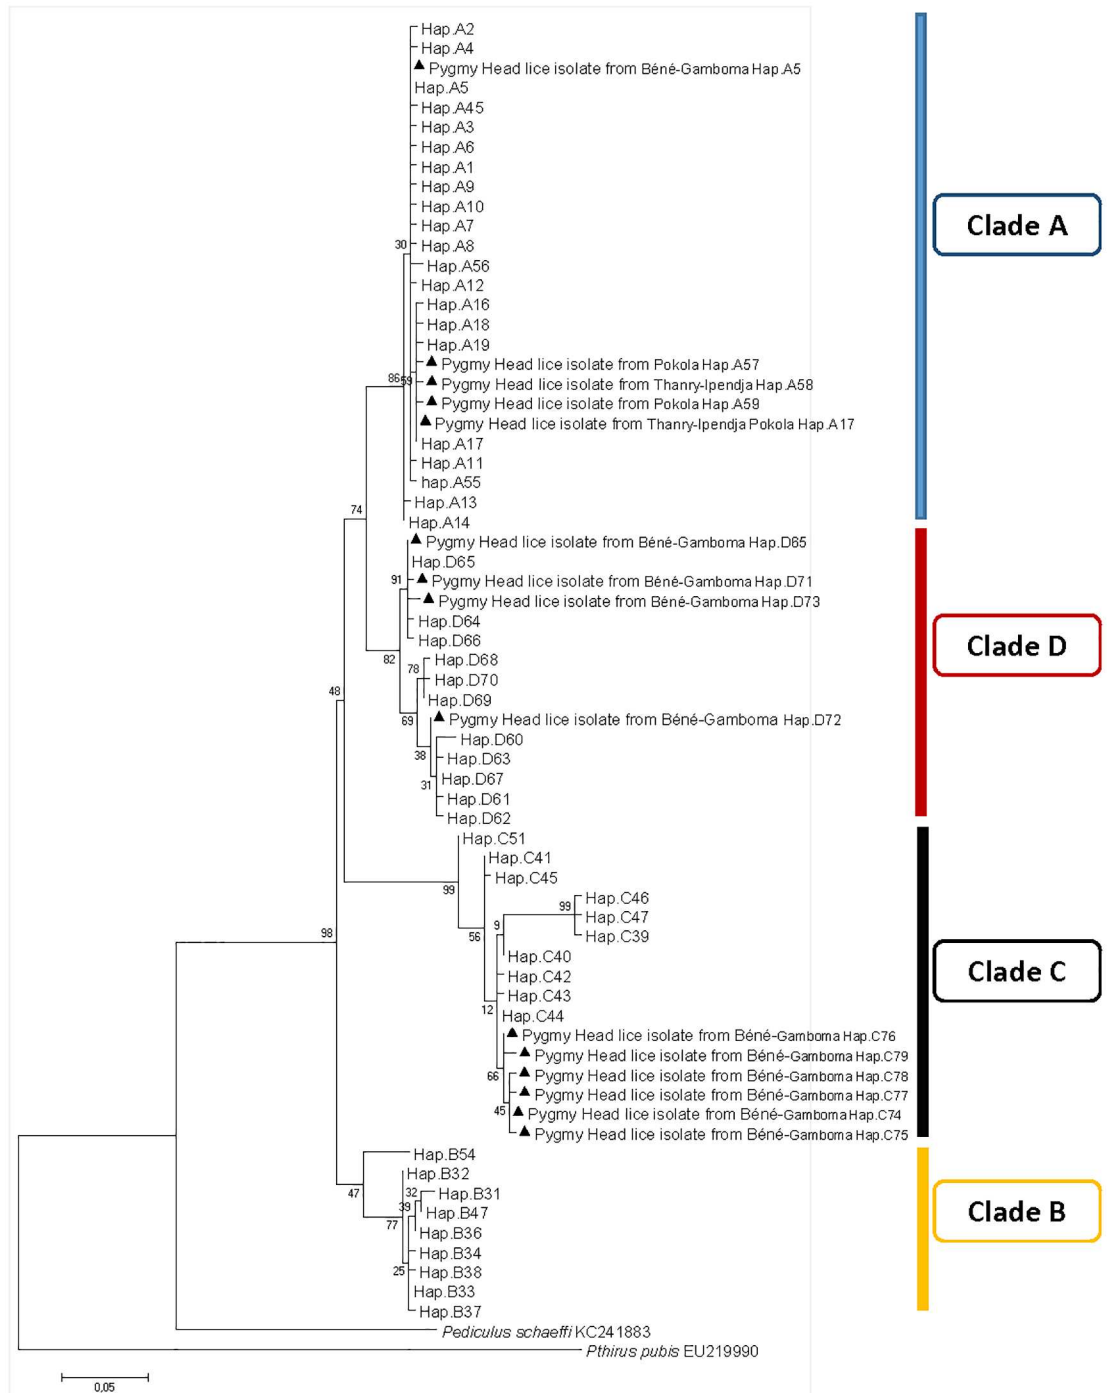 Hap.A2
Hap.A4
Pygmy Head lice isolate from Béné-Gamboma Hap.A5
Hap.A5
Hap.A45
Hap.A3
Hap.A6
Hap.A1
Hap.A9
Hap.A10
Hap.A7
Hap.A8
30
Hap.A56
Hap.A12
Hap.A16
Hap.A18
Hap.A19
Pygmy Head lice isolate from Pokola Hap.A57
86
59
Pygmy Head lice isolate from Thanry-Ipendja Hap.A58
Pygmy Head lice isolate from Pokola Hap.A59
Pygmy Head lice isolate from Thanry-Ipendja Pokola Hap.A17
Hap.A17
Hap.A11
hap.A55
Hap.A13
74
Hap.A14
Clade A
Pygmy Head lice isolate from Béné-Gamboma Hap.D65
Hap.D65
91
Pygmy Head lice isolate from Béné-Gamboma Hap.D71
Pygmy Head lice isolate from Béné-Gamboma Hap.D73
Hap.D64
Hap.D66
82
Hap.D68
78
Hap.D70
48
Hap.D69
69
Pygmy Head lice isolate from Béné-Gamboma Hap.D72
Hap.D60
38
Hap.D63
Hap.D67
31
Hap.D61
Hap.D62
Clade D
Hap.C51
Hap.C41
Hap.C45
99
Hap.C46
99
Hap.C47
9
Hap.C39
98
56
Hap.C40
Hap.C42
Hap.C43
12
Hap.C44
Pygmy Head lice isolate from Béné-Gamboma Hap.C76
Pygmy Head lice isolate from Béné-Gamboma Hap.C79
66
Pygmy Head lice isolate from Béné-Gamboma Hap.C78
Pygmy Head lice isolate from Béné-Gamboma Hap.C77
45
Pygmy Head lice isolate from Béné-Gamboma Hap.C74
Pygmy Head lice isolate from Béné-Gamboma Hap.C75
Clade C
Hap.B54
Hap.B32
47
32
Hap.B31
39
Hap.B47
77
Hap.B36
Hap.B34
25
Hap.B38
Hap.B33
Hap.B37
Clade B
Pediculus schaeffi KC241883
Pthirus pubis EU219990
0,05